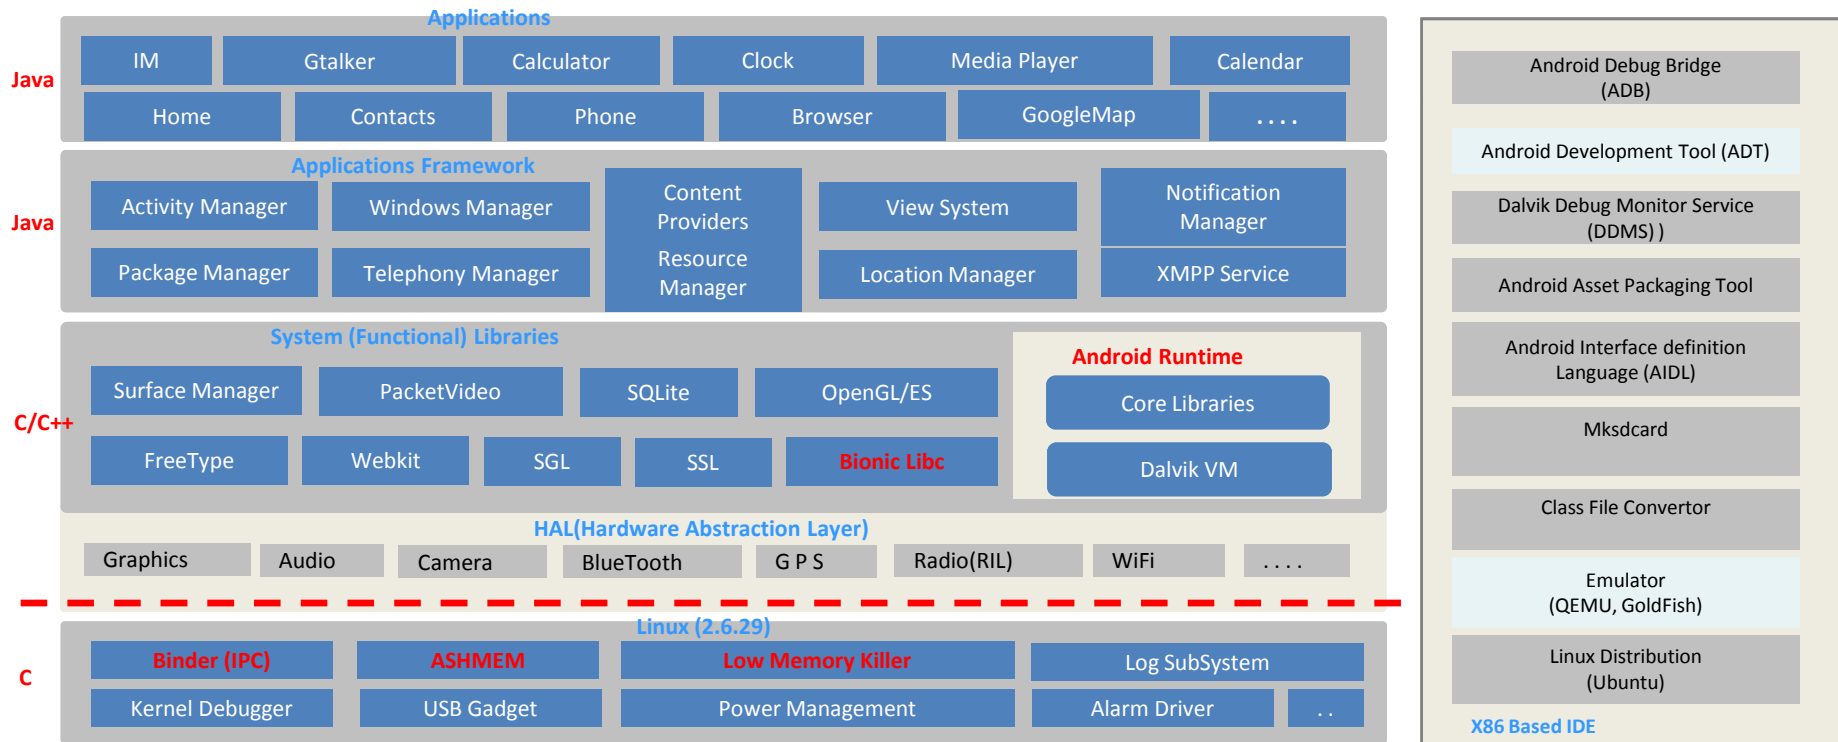 Applications
Java
IM
Gtalker
Calculator
Clock
Media Player
Calendar
Home
Contacts
Phone
Browser
GoogleMap
. . . .
Applications Framework
Java
Activity Manager
Windows Manager
Content
Providers
View System
Notification
Manager
Package Manager
Telephony Manager
Resource
Manager
Location Manager
XMPP Service
System (Functional) Libraries
C/C++
Surface Manager
PacketVideo
SQLite
OpenGL/ES
FreeType
Webkit
SGL
SSL
Bionic Libc
Android Runtime
Core Libraries
Dalvik VM
HAL(Hardware Abstraction Layer)
Graphics
Audio
Camera
BlueTooth
G P S
Radio(RIL)
WiFi
. . . .
Linux (2.6.29)
C
Binder (IPC)
ASHMEM
Low Memory Killer
Log SubSystem
Kernel Debugger
USB Gadget
Power Management
Alarm Driver
. .
Android Debug Bridge
(ADB)
Android Development Tool (ADT)
Dalvik Debug Monitor Service
(DDMS) )
Android Asset Packaging Tool
Android Interface definition
Language (AIDL)
Mksdcard
Class File Convertor
Emulator
(QEMU, GoldFish)
Linux Distribution
(Ubuntu)
X86 Based IDE